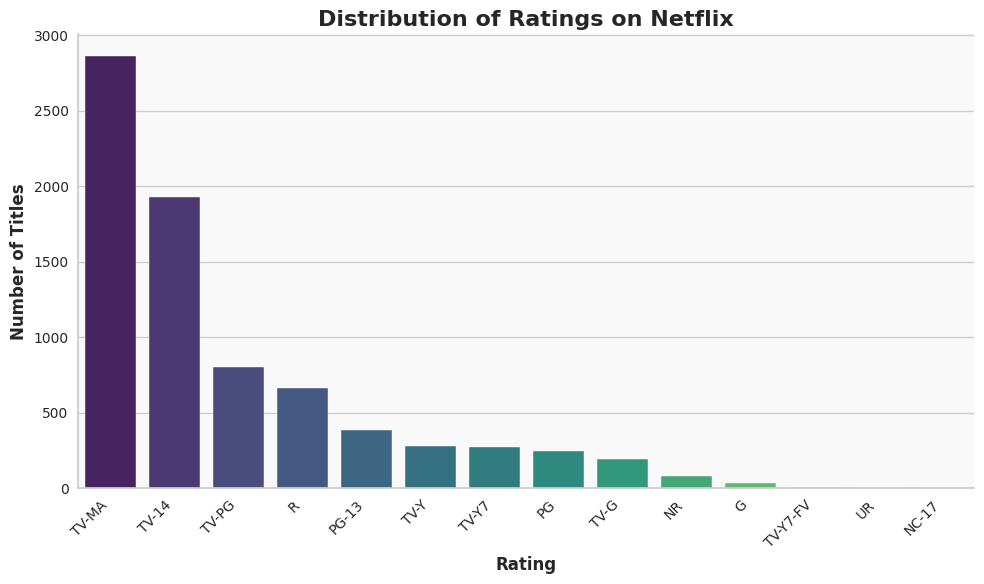 Distribution of Ratings on Netflix
Number of Titles
3000
2500
2000
1500
1000
500
0
TV-MA
TV-14
TV-PG
R
PG-13
TV-Y
TV-Y7
PG
TV-G
NR
G
TV-Y7-FV
UR
NC-17
Rating